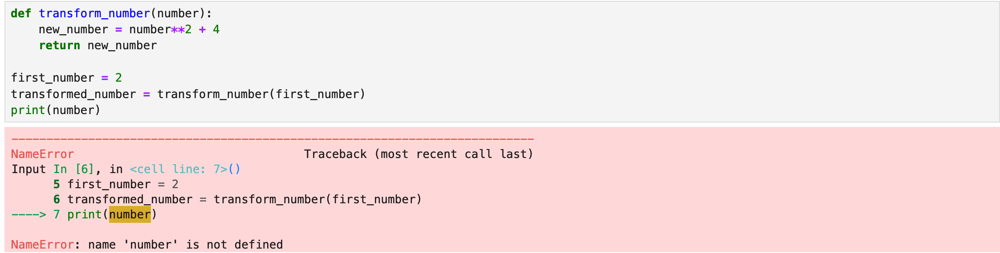 def transform_number(number):
    new_number = number**2 + 4
    return new_number

first_number = 2
transformed_number = transform_number(first_number)
print(number)
---------------------------------------------------------------------------
NameError                                 Traceback (most recent call last)
Input In [6], in <cell line: 7>()
      5 first_number = 2
      6 transformed_number = transform_number(first_number)
----> 7 print(number)

NameError: name 'number' is not defined